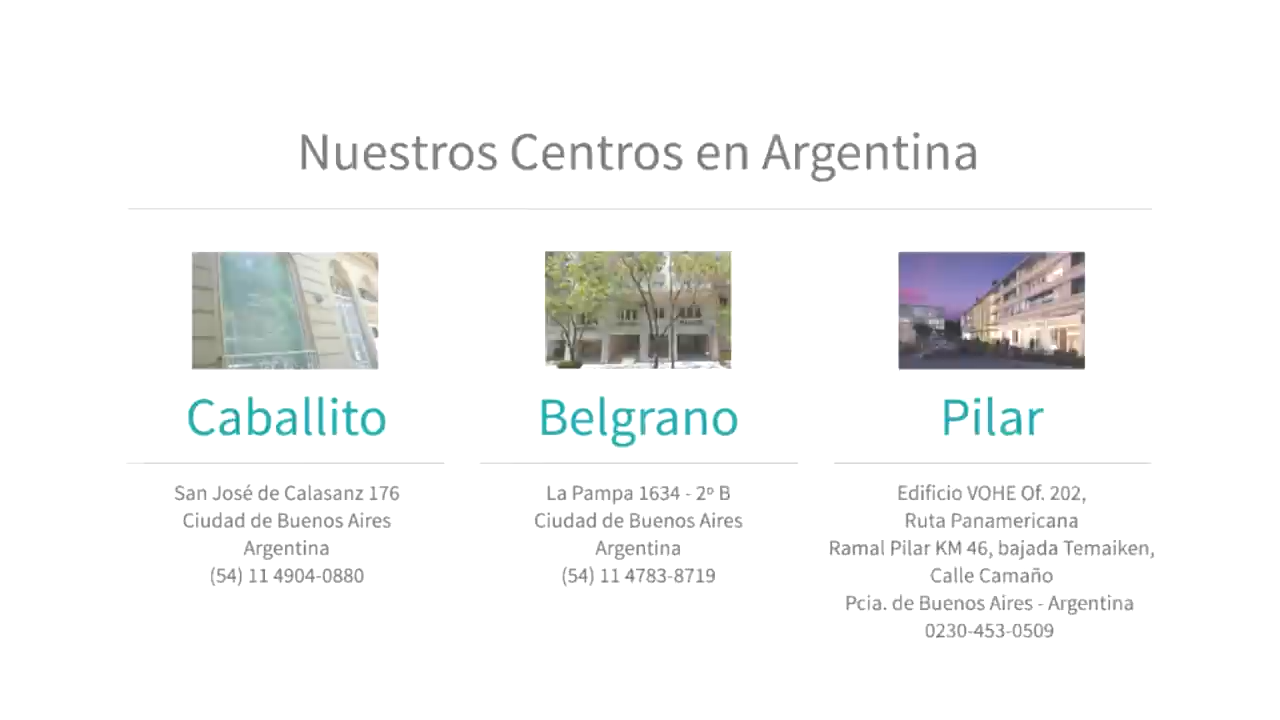 Nuestros Centros en Argentina
Caballito
San José de Calasanz 176
Ciudad de Buenos Aires
Argentina
(54) 11 4904-0880
Belgrano
La Pampa 1634 - 2º B
Ciudad de Buenos Aires
Argentina
(54) 11 4783-8719
Pilar
Edificio VOHE Of. 202,
Ruta Panamericana
Ramal Pilar KM 46, bajada Temaiken,
Calle Camaño
Pcia. de Buenos Aires - Argentina
0230-453-0509